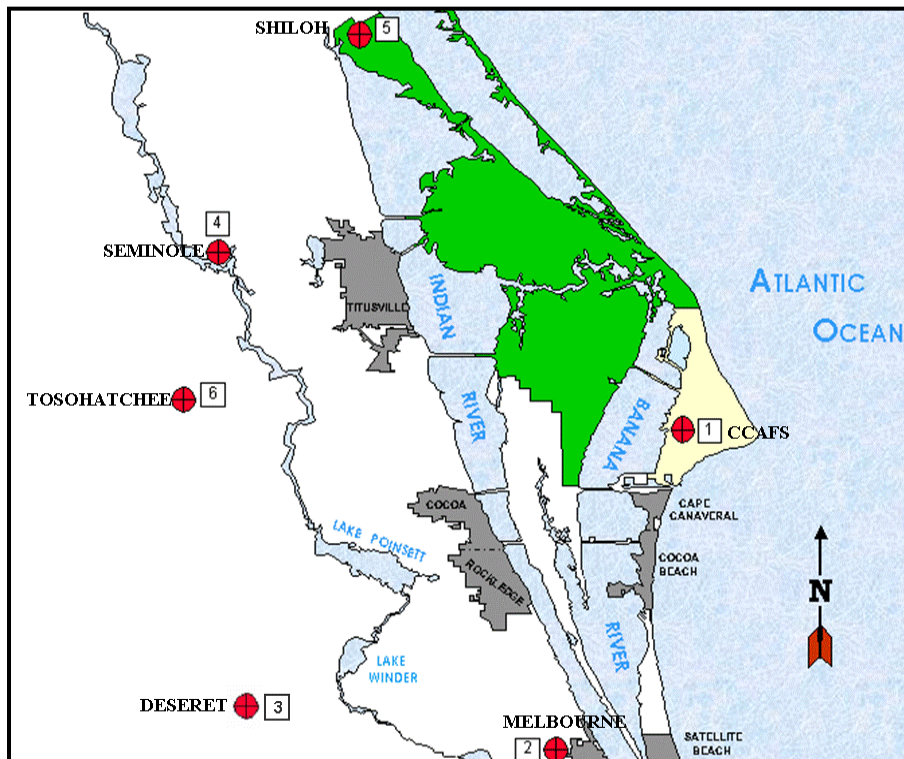 SHILOH
5
4
SEMINOLE
ATLANTIC
OCEAN
INDIAN
TITUSVILLE
TOSOHATCHEE
6
RIVER
BANANA
1
CCAFS
COCOA
CAPE
CANAVERAL
LAKE POINSETT
COCOA
BEACH
ROCKLEDGE
N
RIVER
LAKE
WINDER
DESERET
3
MELBOURNE
2
SATELLITE
BEACH